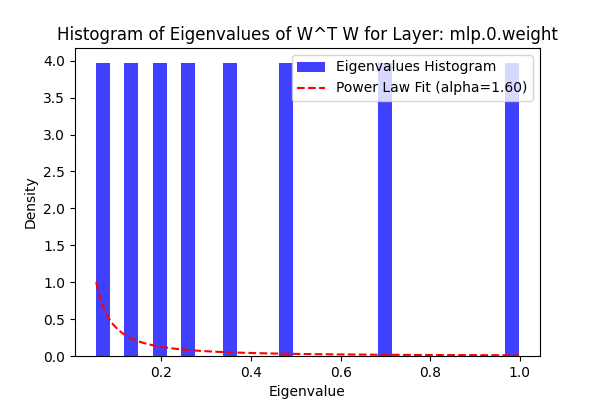 Histogram of Eigenvalues of W^T W for Layer: mlp.0.weight
Eigenvalues Histogram
Power Law Fit (alpha=1.60)
Density
4.0
3.5
3.0
2.5
2.0
1.5
1.0
0.5
0.0
0.2
0.4
0.6
0.8
1.0
Eigenvalue